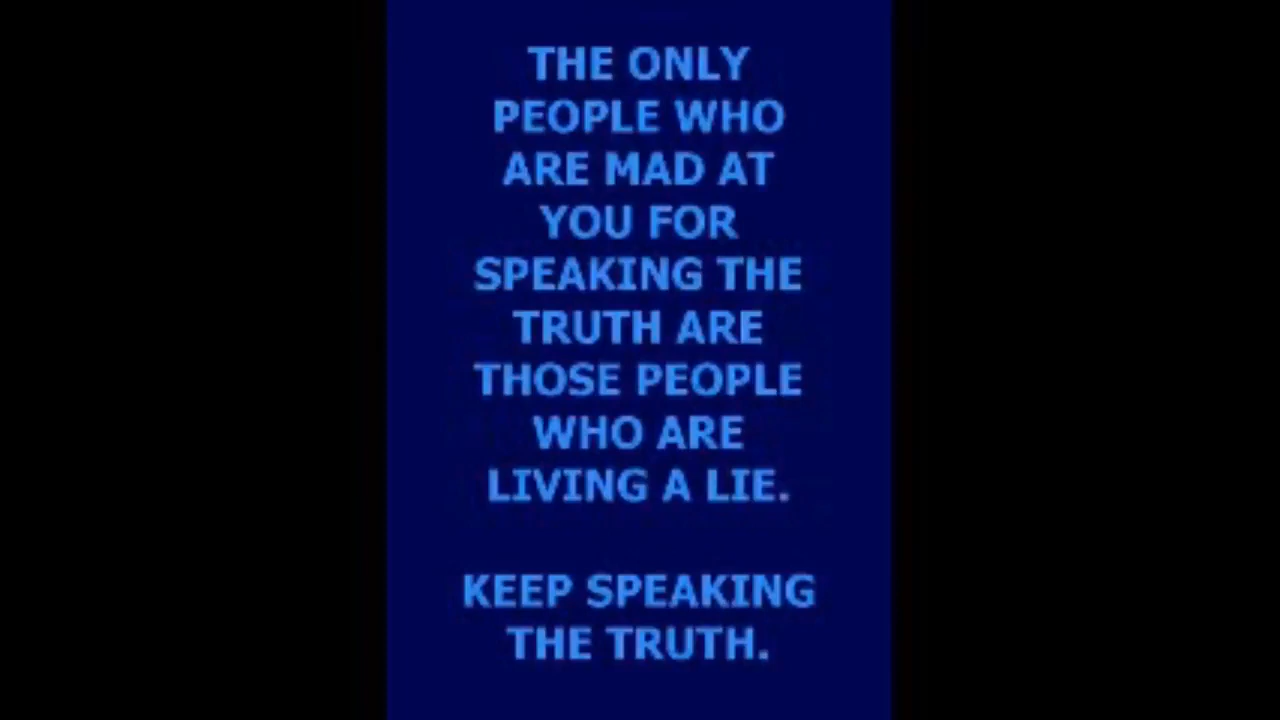 THE ONLY
PEOPLE WHO
ARE MAD AT
YOU FOR
SPEAKING THE
TRUTH ARE
THOSE PEOPLE
WHO ARE
LIVING A LIE.
KEEP SPEAKING
THE TRUTH.